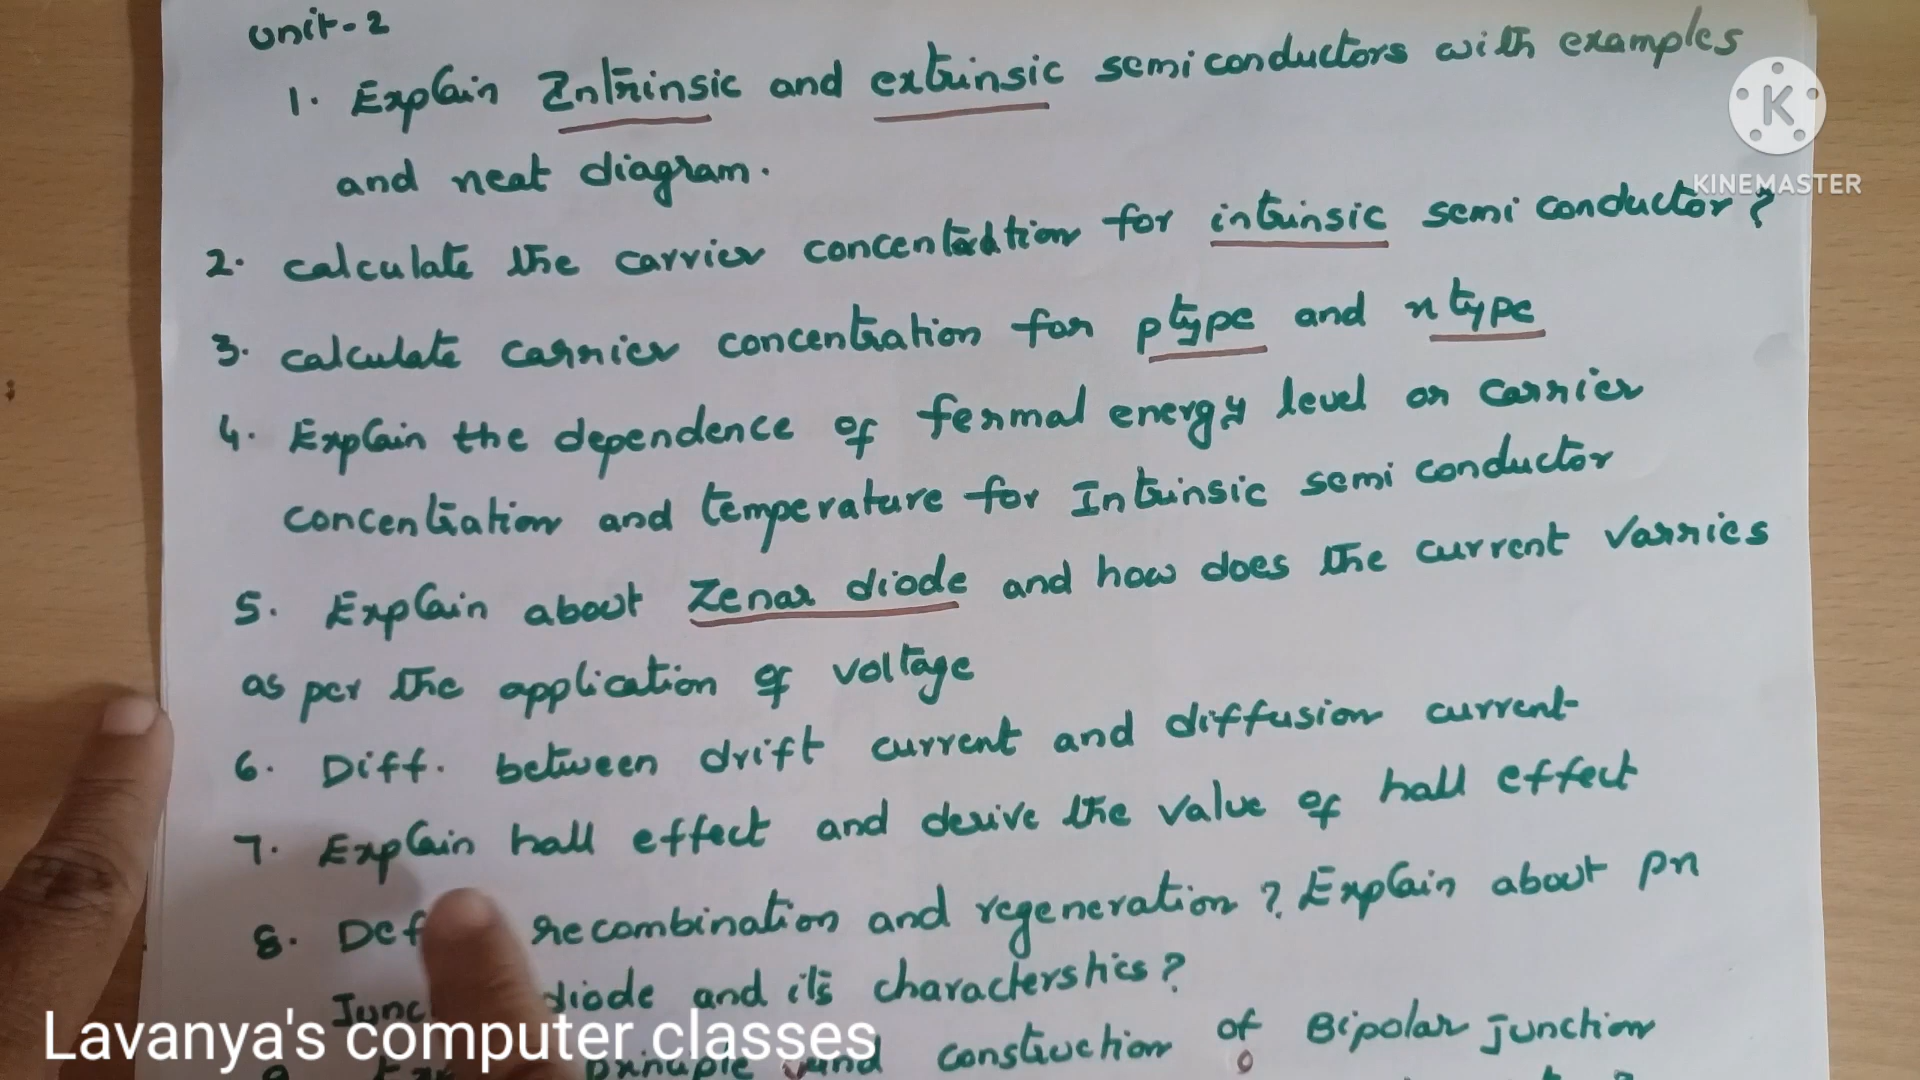 unit-2
1. Explain Intrinsic and extrinsic semiconductors with examples
and neat diagram.
2. calculate the carrier concentration for intrinsic semi conductor?
3. calculate carrier concentration for ptype and n type
4. Explain the dependence of fermal energy level on carrier
concentration and temperature for Intrinsic semi conductor
5. Explain about Zenar diode and how does the current varries
as per the application of voltage
6. Diff. between drift current and diffusion current
7. Explain hall effect and derive the value of hall effect
8. recombination and regeneration? Explain about pn
diode and its characterstics?
principle and construction of Bipolar junction
KINEMASTER
Lavanya's computer classes